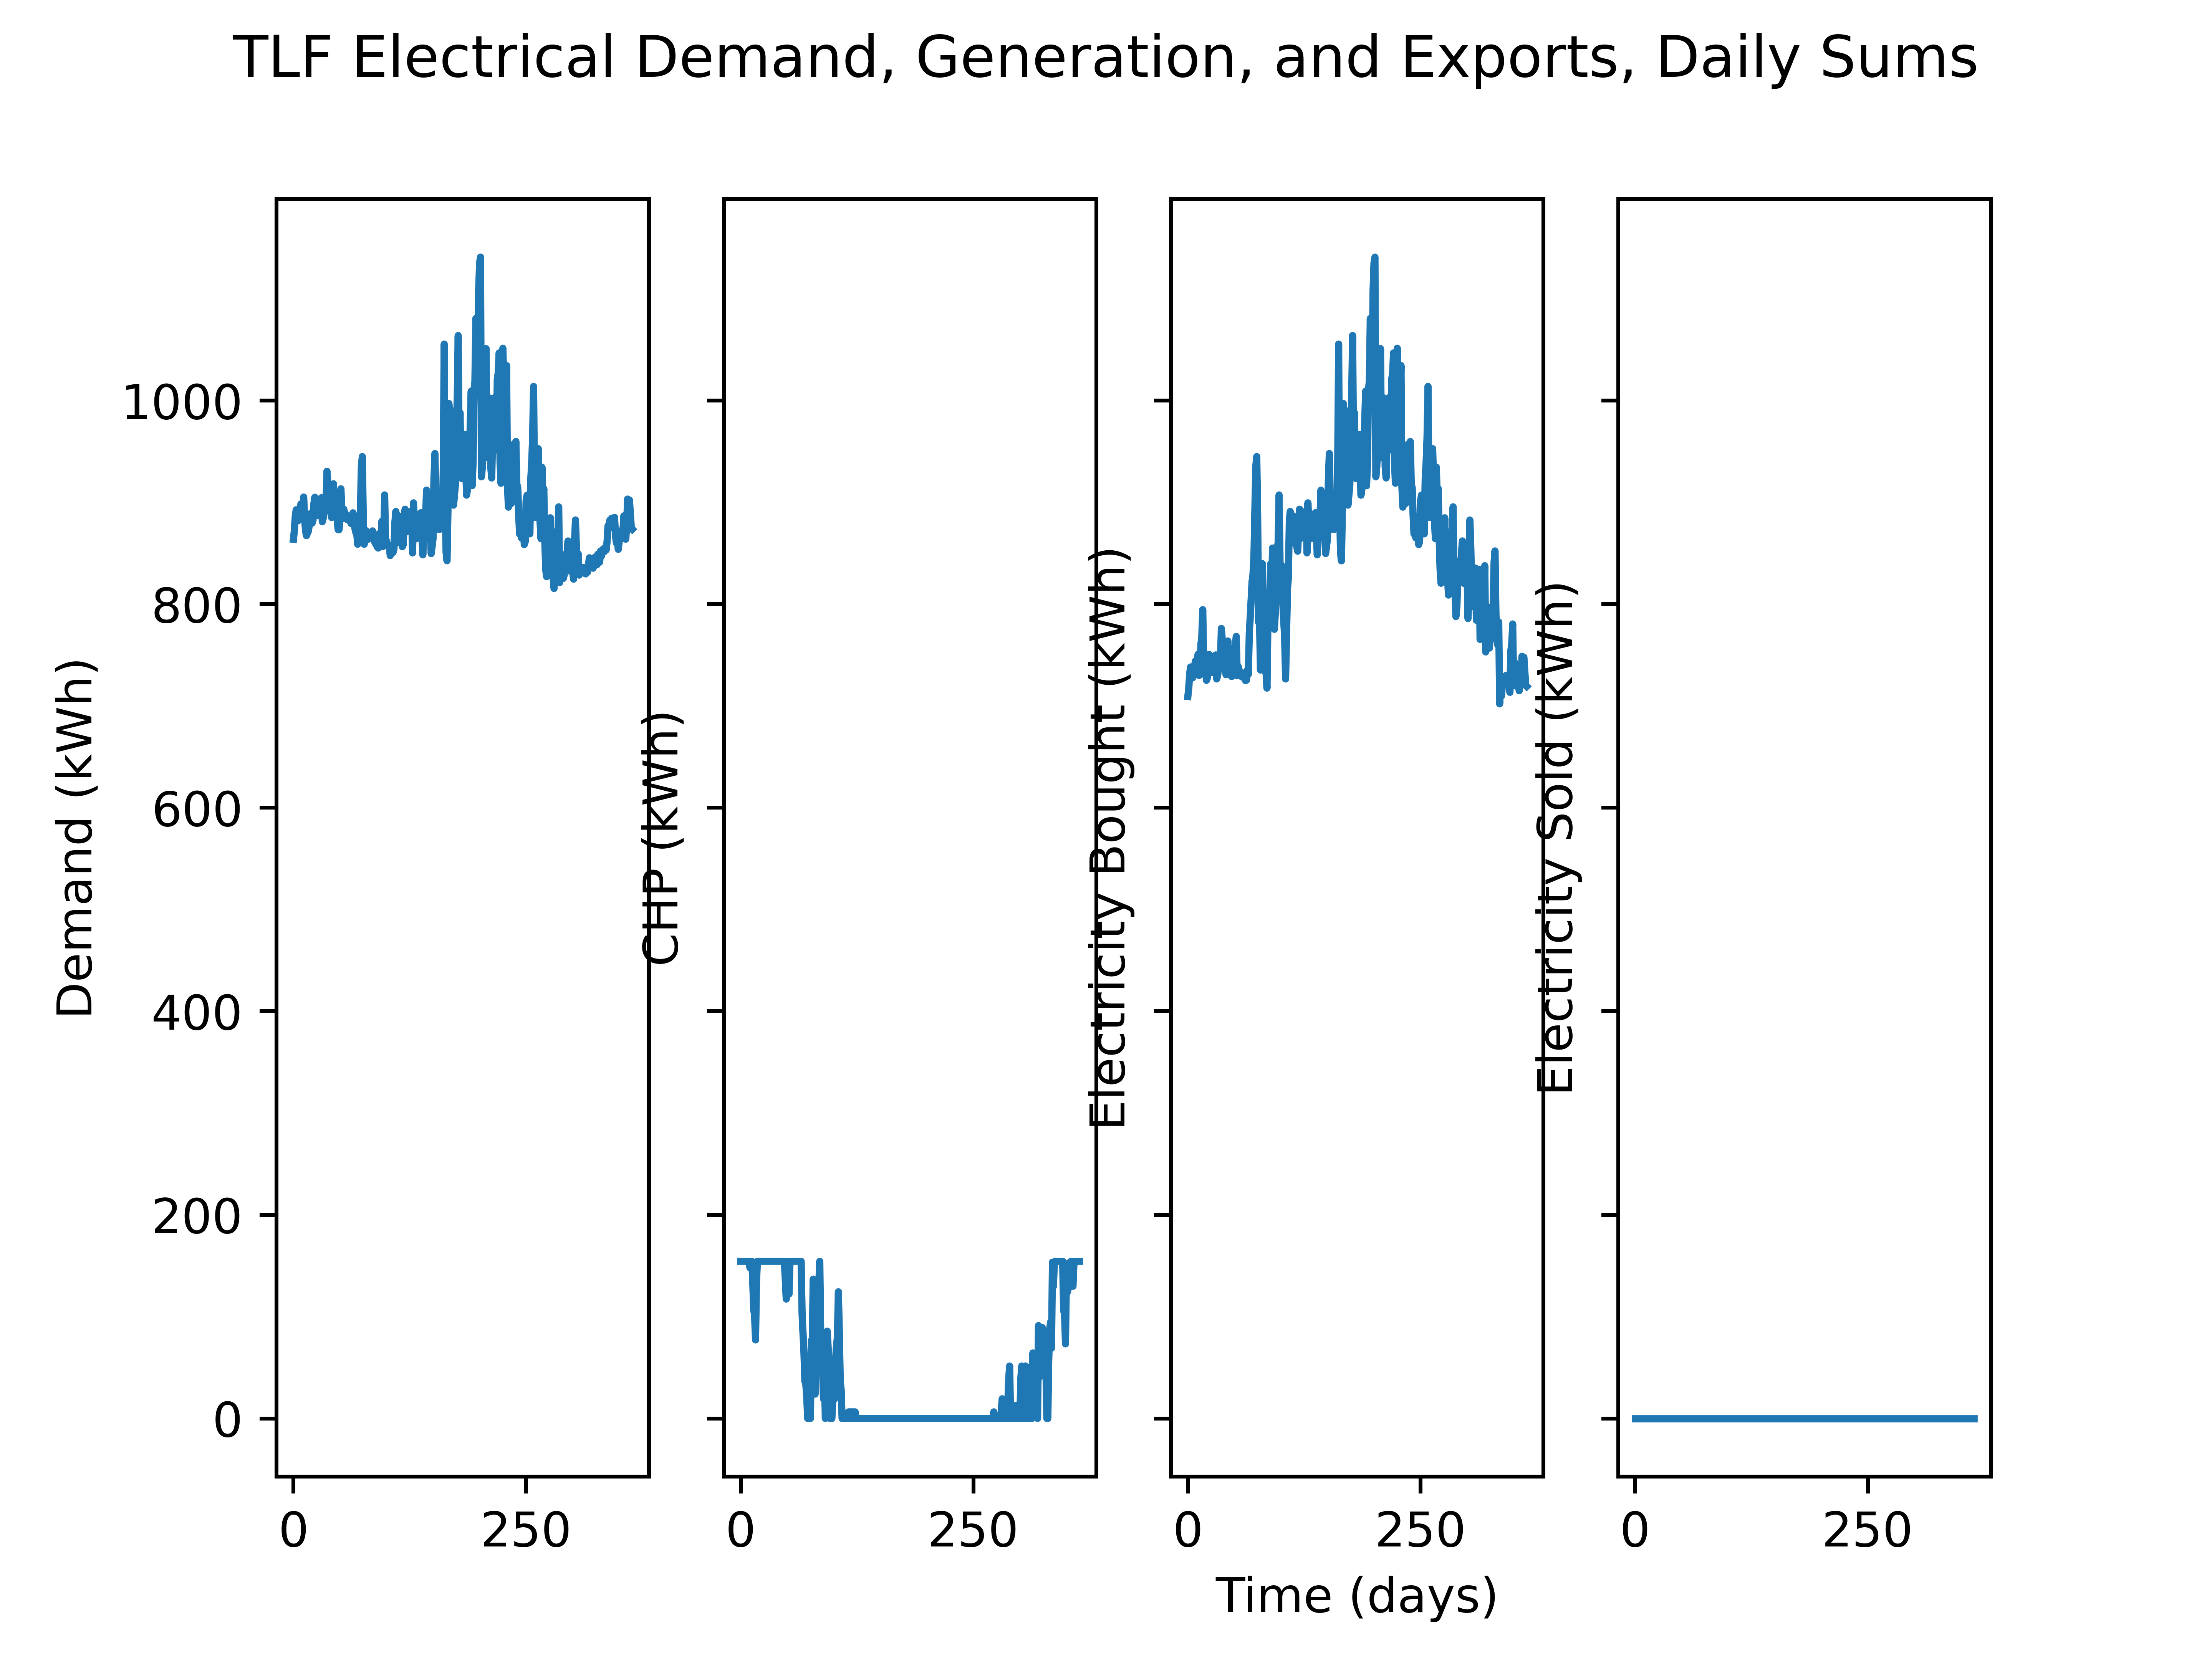 TLF Electrical Demand, Generation, and Exports, Daily Sums
Demand (kWh)
1000
800
600
400
200
0
CHP (kWh)
Electricity Bought (kWh)
Electricity Sold (kWh)
0 250 0 250 0 250 0 250
Time (days)